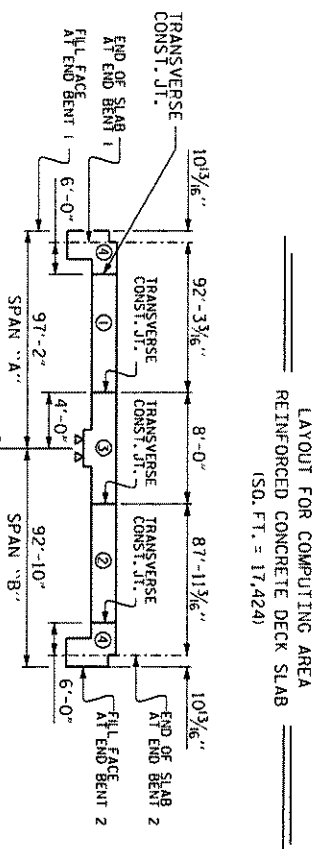 LAYOUT FOR COMPUTING AREA
REINFORCED CONCRETE DECK SLAB
(SQ. FT. = 17,424)
10 13/16"
92'-3 3/16"
8'-0"
87'-11 3/16"
10 13/16"
TRANSVERSE
CONST. JT.
END OF SLAB
AT END BENT 1
FILL FACE
AT END BENT 1
TRANSVERSE
CONST. JT.
TRANSVERSE
CONST. JT.
TRANSVERSE
CONST. JT.
END OF SLAB
AT END BENT 2
FILL FACE
AT END BENT 2
4
1
3
2
4
6'-0"
4'-0"
6'-0"
97'-2"
92'-10"
SPAN "A"
SPAN "B"